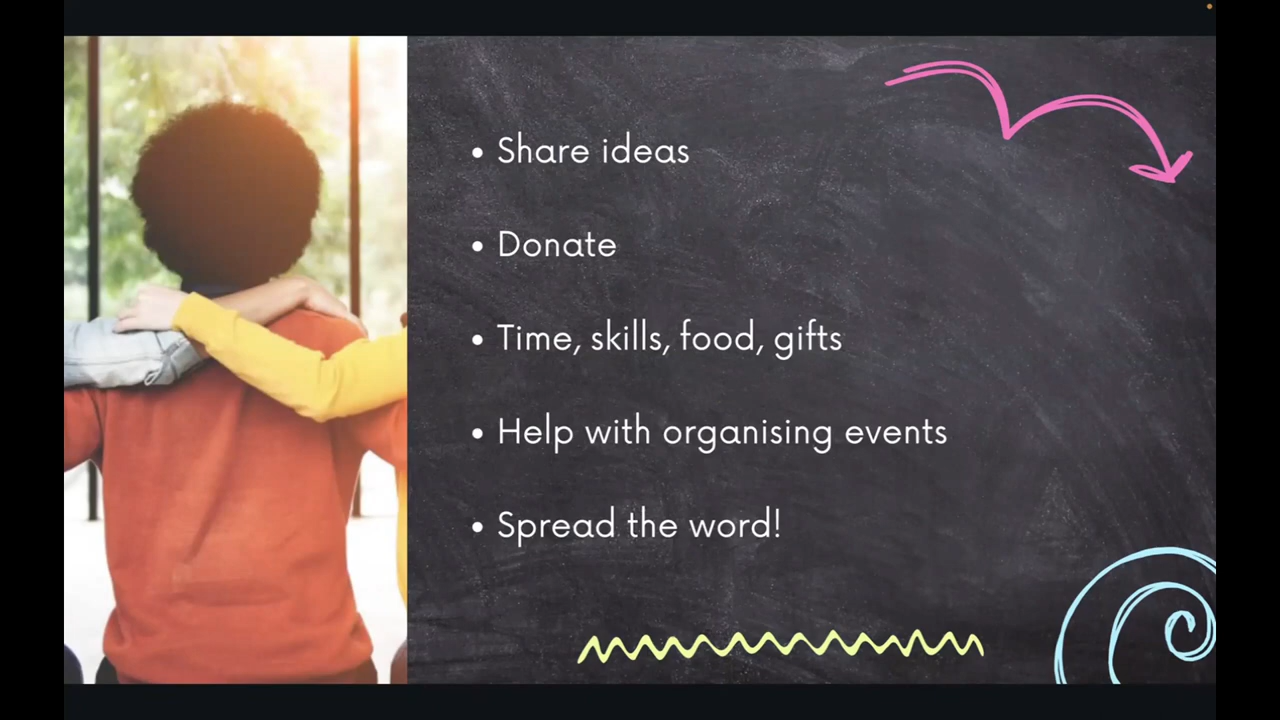 • Share ideas
• Donate
• Time, skills, food, gifts
• Help with organising events
• Spread the word!